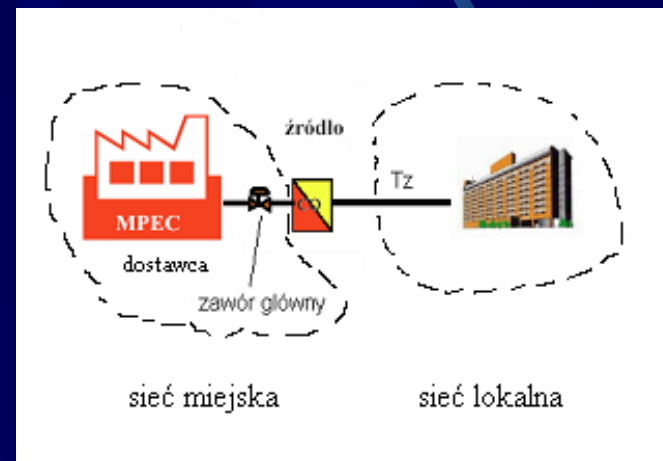 źródło
Tz
MPEC
CO
dostawca
zawór główny
sieć miejska
sieć lokalna